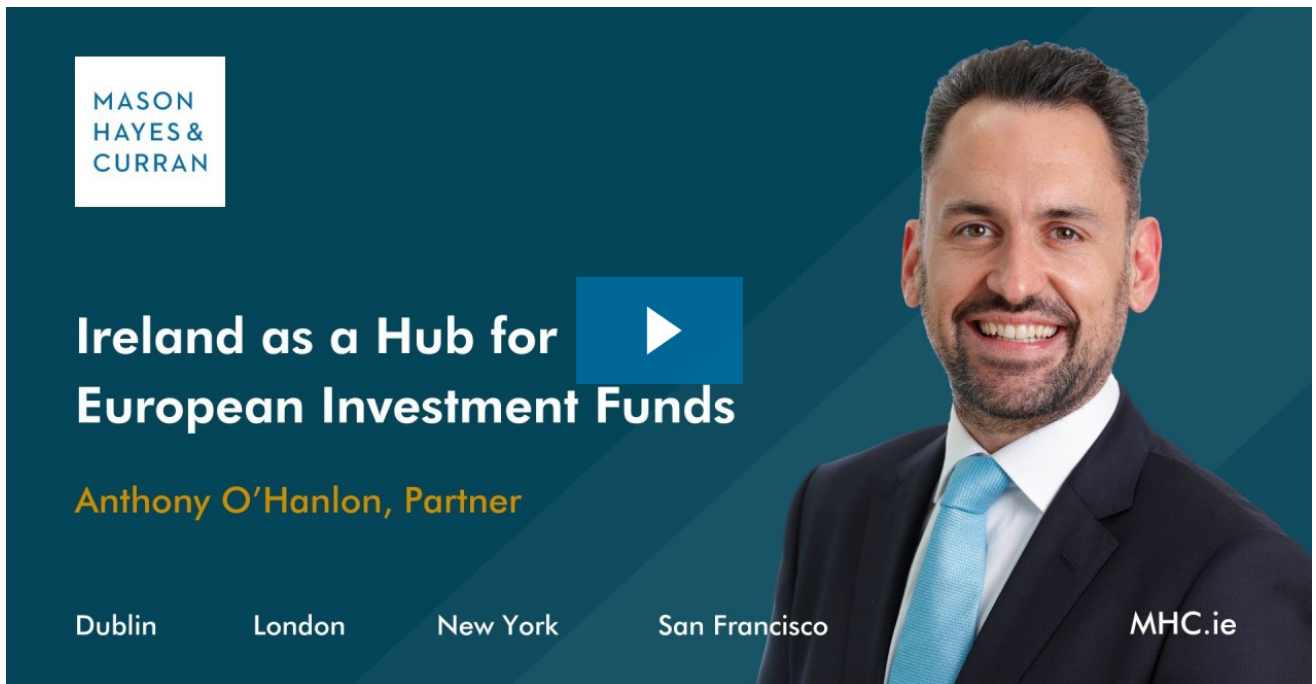 MASON
HAYES &
CURRAN
Ireland as a Hub for
European Investment Funds
Anthony O'Hanlon, Partner
Dublin London New York San Francisco MHC.ie